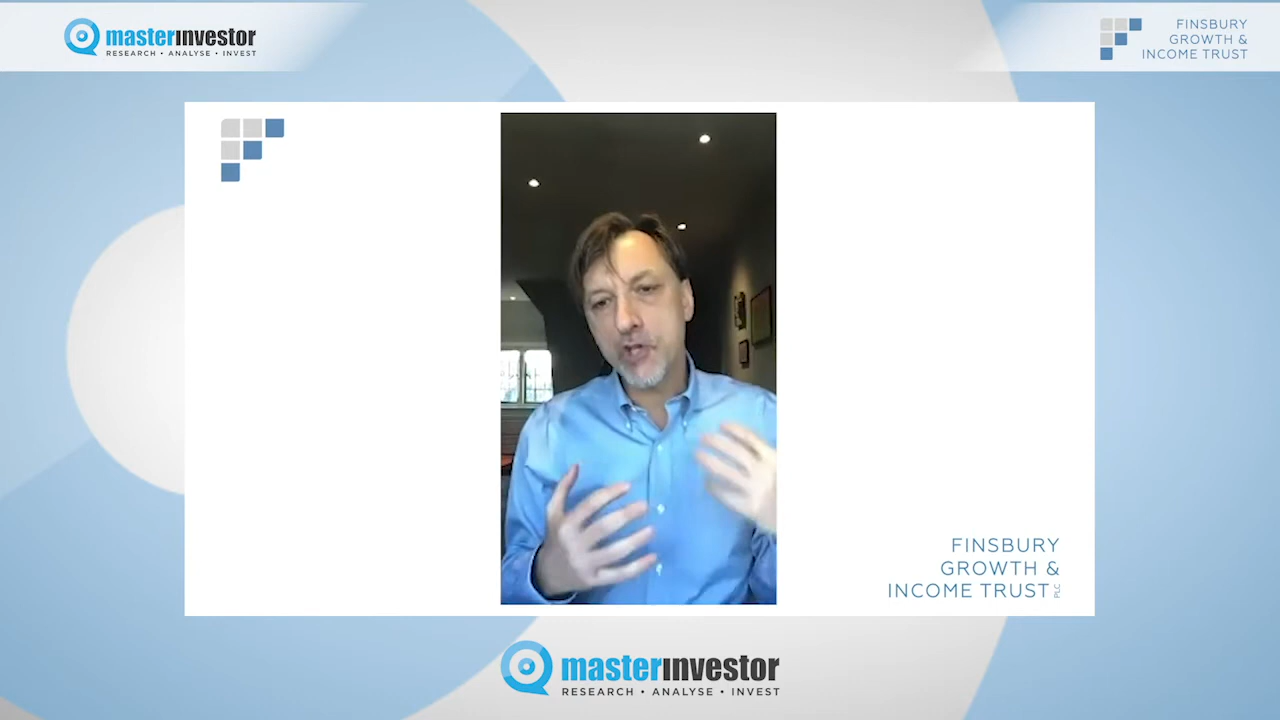 masterinvestor
RESEARCH • ANALYSE • INVEST
FINSBURY
GROWTH &
INCOME TRUST
FINSBURY
GROWTH &
INCOME TRUST PLC
masterinvestor
RESEARCH • ANALYSE • INVEST